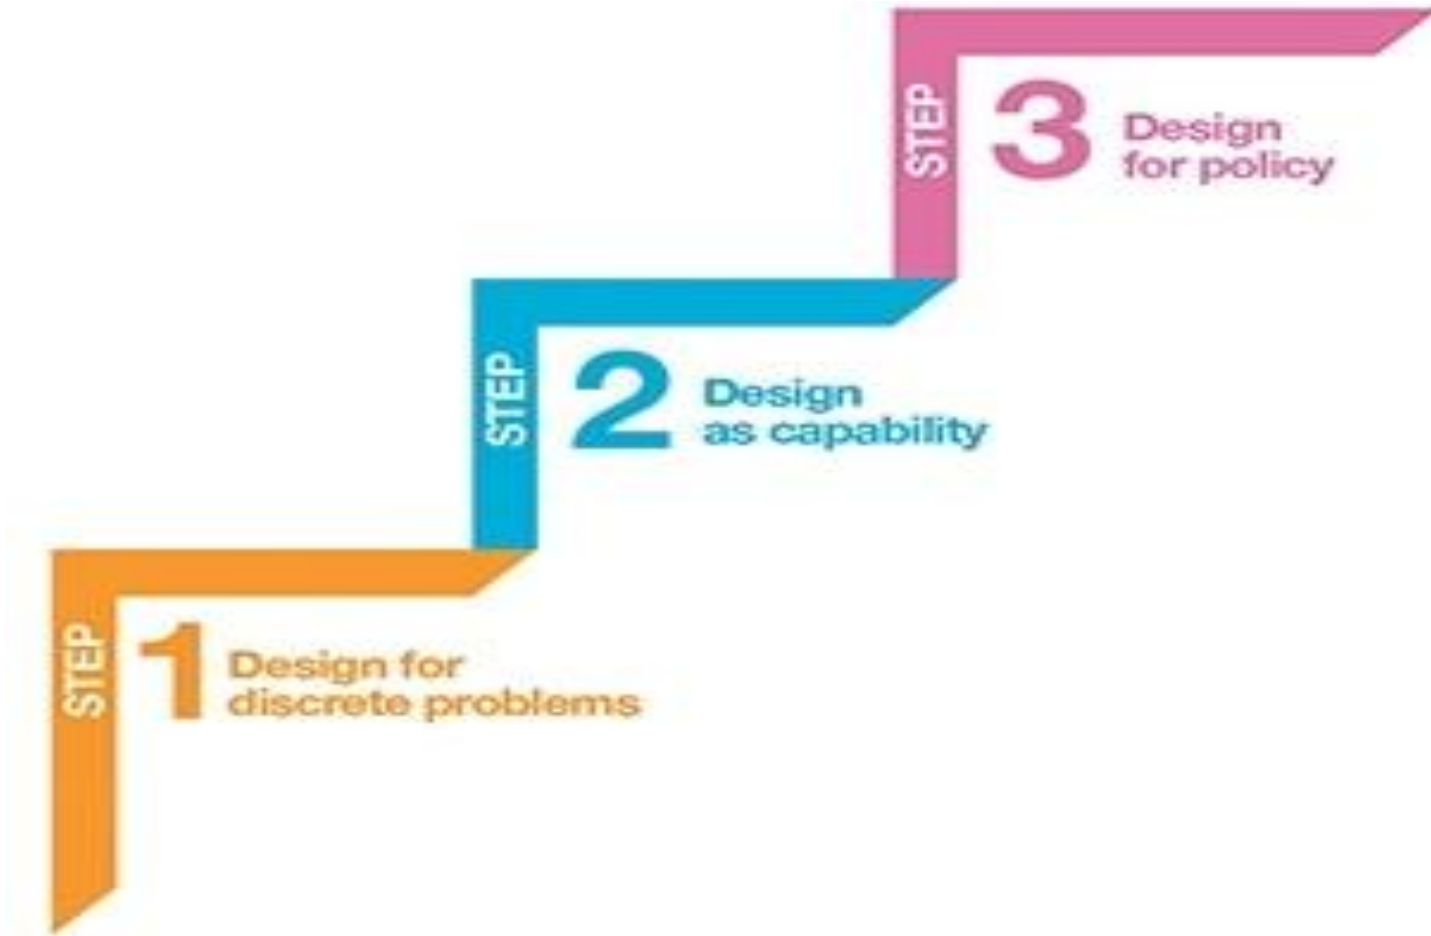 STEP
3
Design
for policy
STEP
2
Design
as capability
STEP
1
Design for
discrete problems